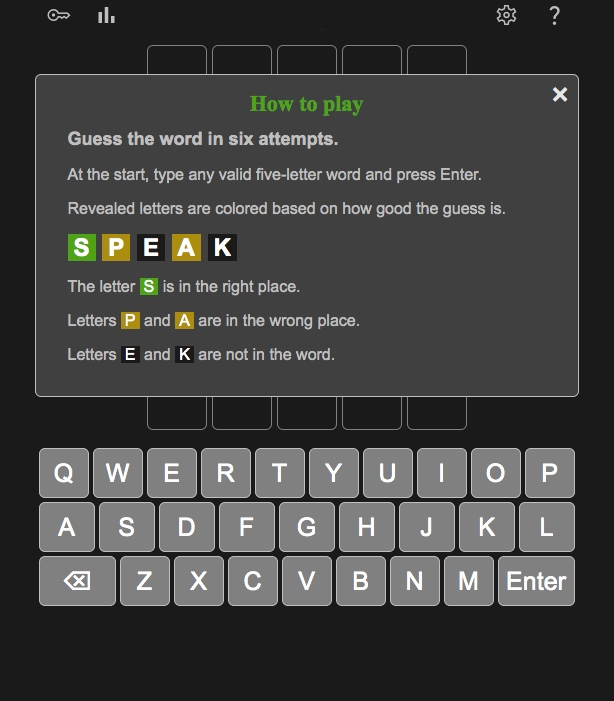 ?
How to play
×
Guess the word in six attempts.
At the start, type any valid five-letter word and press Enter.
Revealed letters are colored based on how good the guess is.
S P E A K
The letter S is in the right place.
Letters P and A are in the wrong place.
Letters E and K are not in the word.
Q W E R T Y U I O P
A S D F G H J K L
Z X C V B N M Enter